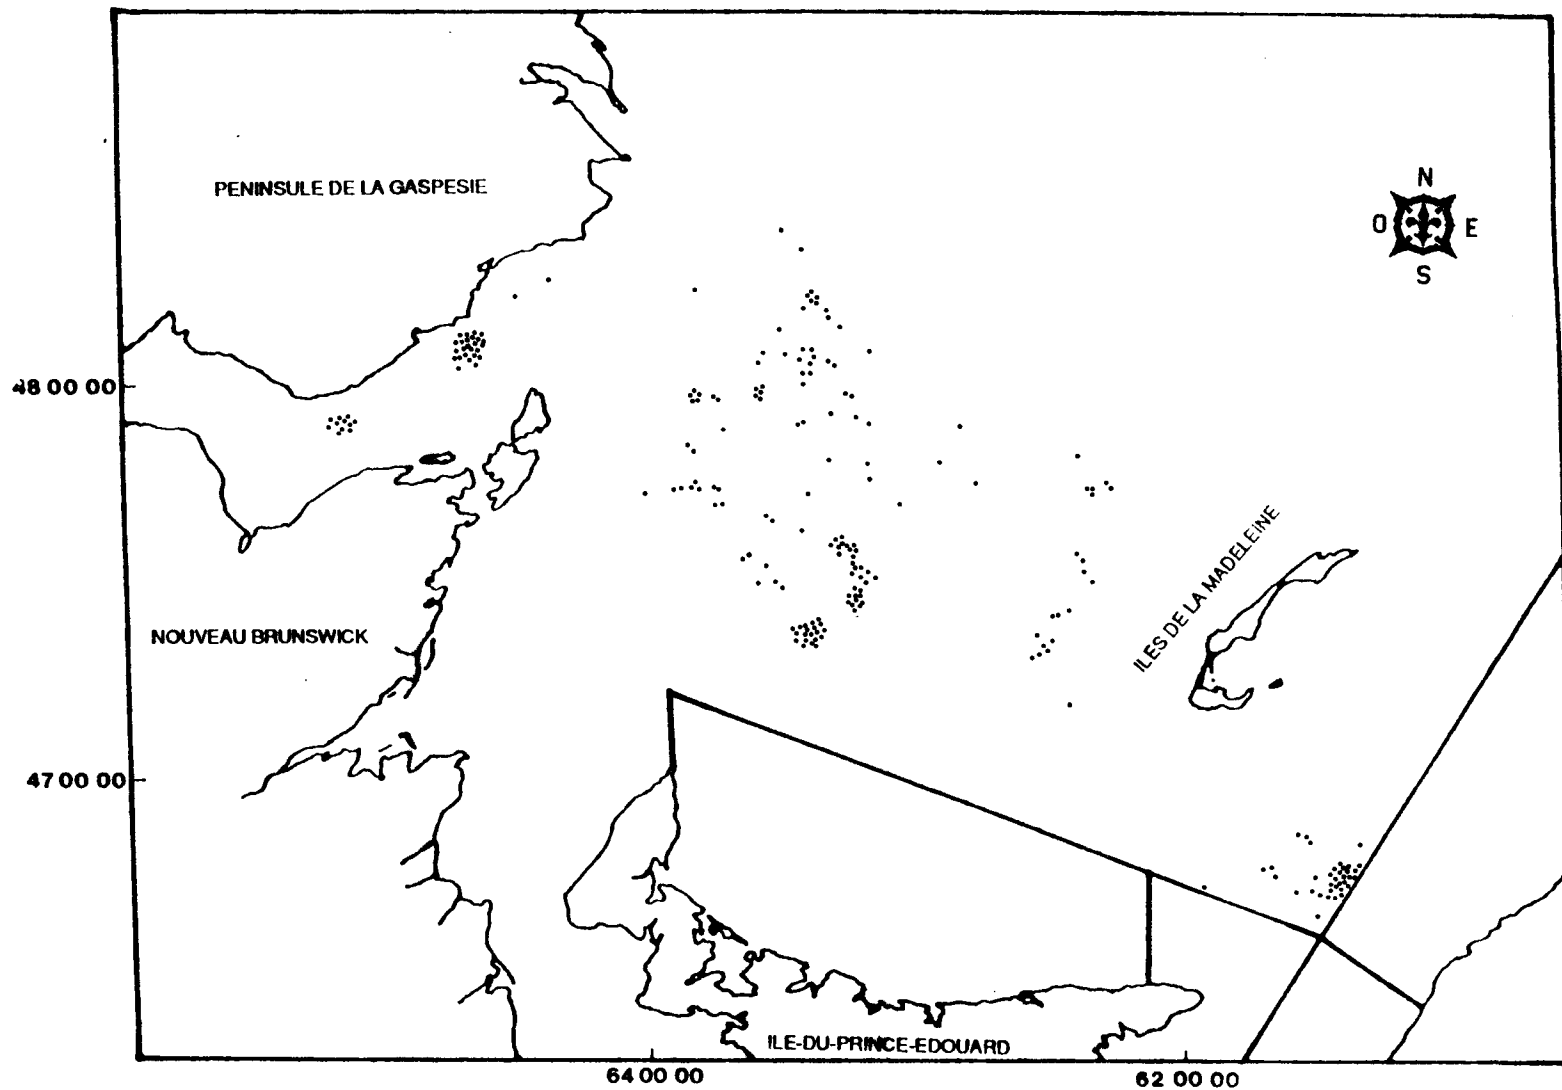 PENINSULE DE LA GASPESIE
N
O
E
S
48 00 00
ILES DE LA MADELEINE
NOUVEAU BRUNSWICK
47 00 00
ILE-DU-PRINCE-EDOUARD
64 00 00
62 00 00